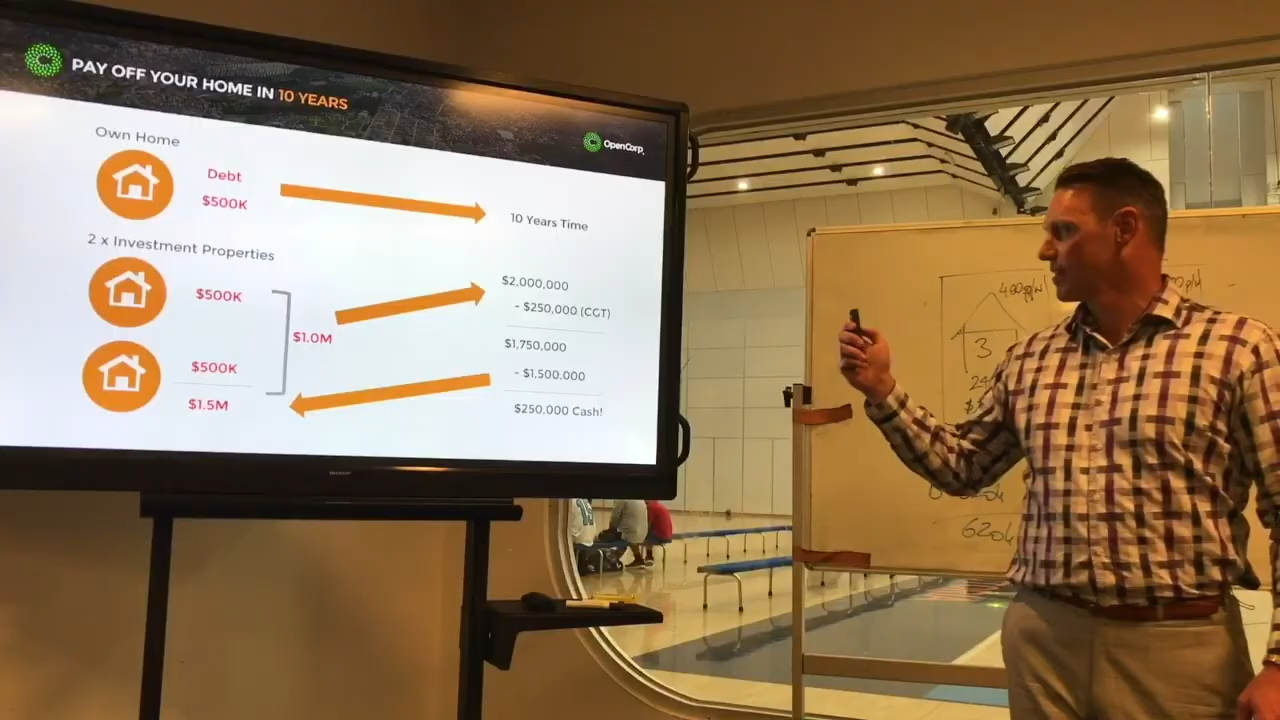 PAY OFF YOUR HOME IN 10 YEARS
OpenCorp
Own Home
Debt
$500K
10 Years Time
2 x Investment Properties
$500K
$1.0M
$500K
$1.5M
$2,000,000
- $250,000 (CGT)
$1,750,000
- $1,500,000
$250,000 Cash!
SHARP
3
620k